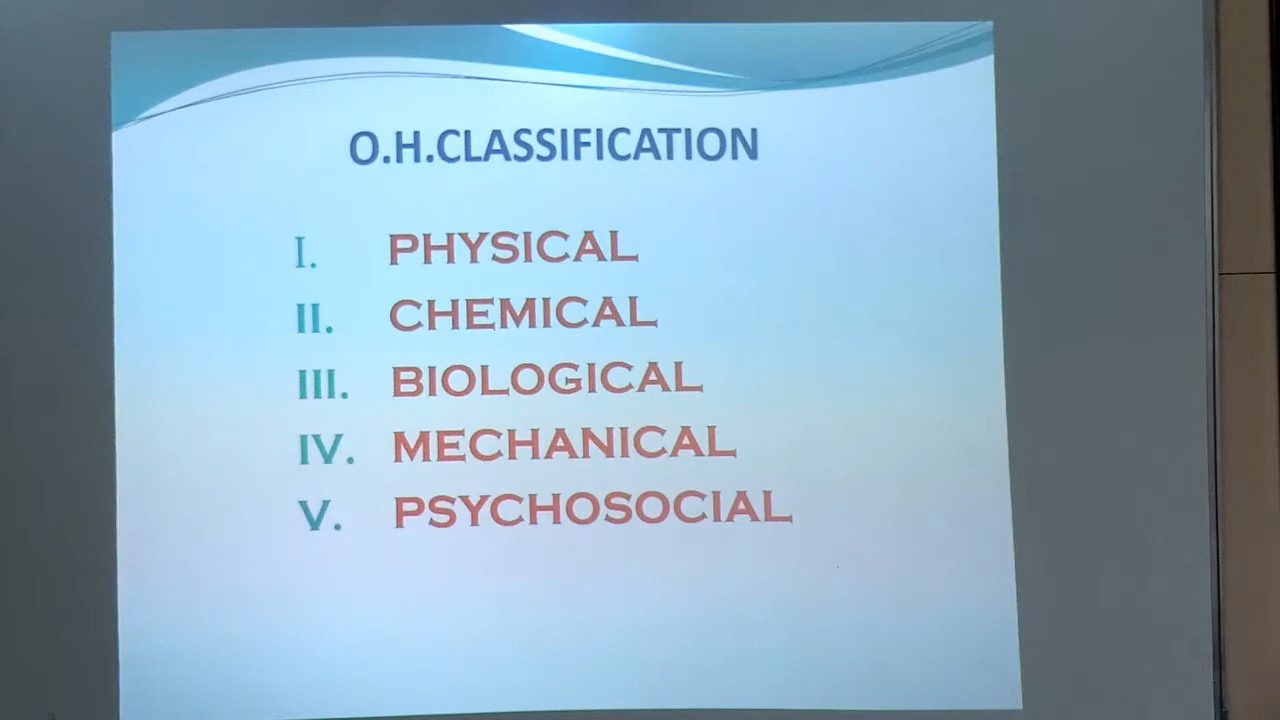 O.H.CLASSIFICATION
I. PHYSICAL
II. CHEMICAL
III. BIOLOGICAL
IV. MECHANICAL
V. PSYCHOSOCIAL